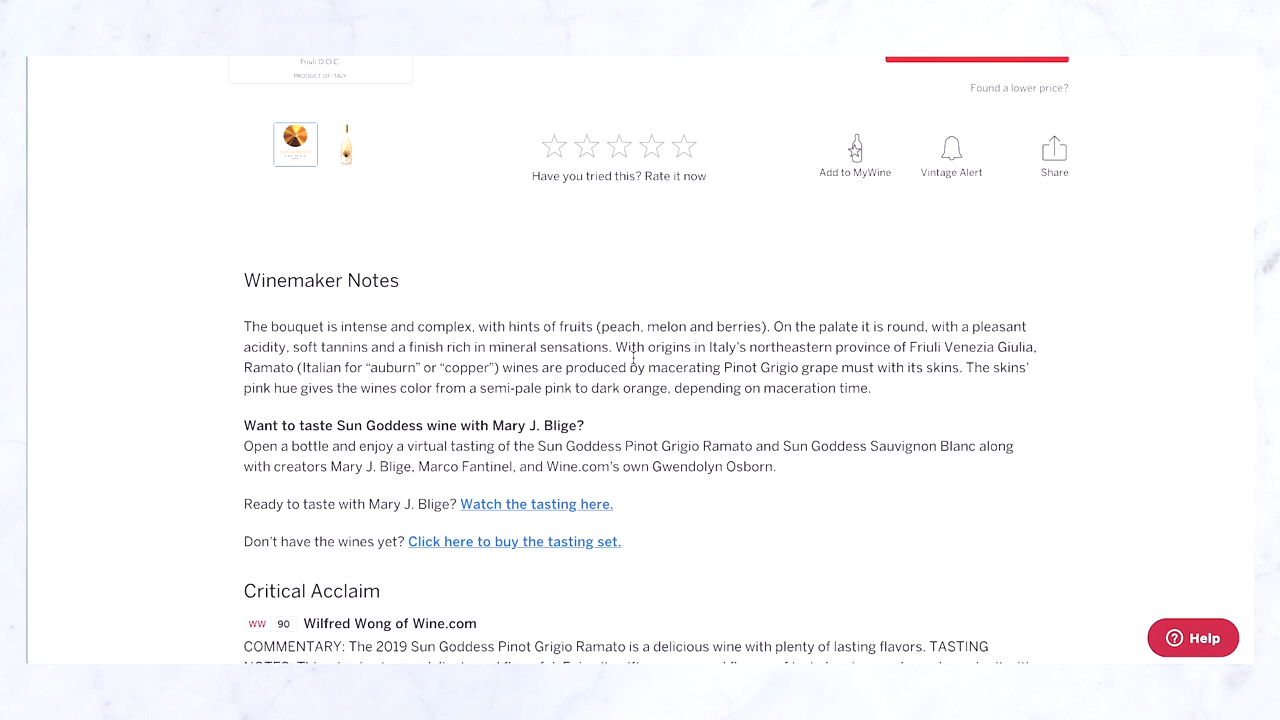 Friuli D.O.C
PRODUCT OF ITALY
Found a lower price?
Have you tried this? Rate it now
Add to MyWine
Vintage Alert
Share
Winemaker Notes
The bouquet is intense and complex, with hints of fruits (peach, melon and berries). On the palate it is round, with a pleasant
acidity, soft tannins and a finish rich in mineral sensations. With origins in Italy's northeastern province of Friuli Venezia Giulia,
Ramato (Italian for “auburn” or “copper”) wines are produced by macerating Pinot Grigio grape must with its skins. The skins’
pink hue gives the wines color from a semi-pale pink to dark orange, depending on maceration time.
Want to taste Sun Goddess wine with Mary J. Blige?
Open a bottle and enjoy a virtual tasting of the Sun Goddess Pinot Grigio Ramato and Sun Goddess Sauvignon Blanc along
with creators Mary J. Blige, Marco Fantinel, and Wine.com’s own Gwendolyn Osborn.
Ready to taste with Mary J. Blige? Watch the tasting here.
Don’t have the wines yet? Click here to buy the tasting set.
Critical Acclaim
WW 90 Wilfred Wong of Wine.com
COMMENTARY: The 2019 Sun Goddess Pinot Grigio Ramato is a delicious wine with plenty of lasting flavors. TASTING
Help